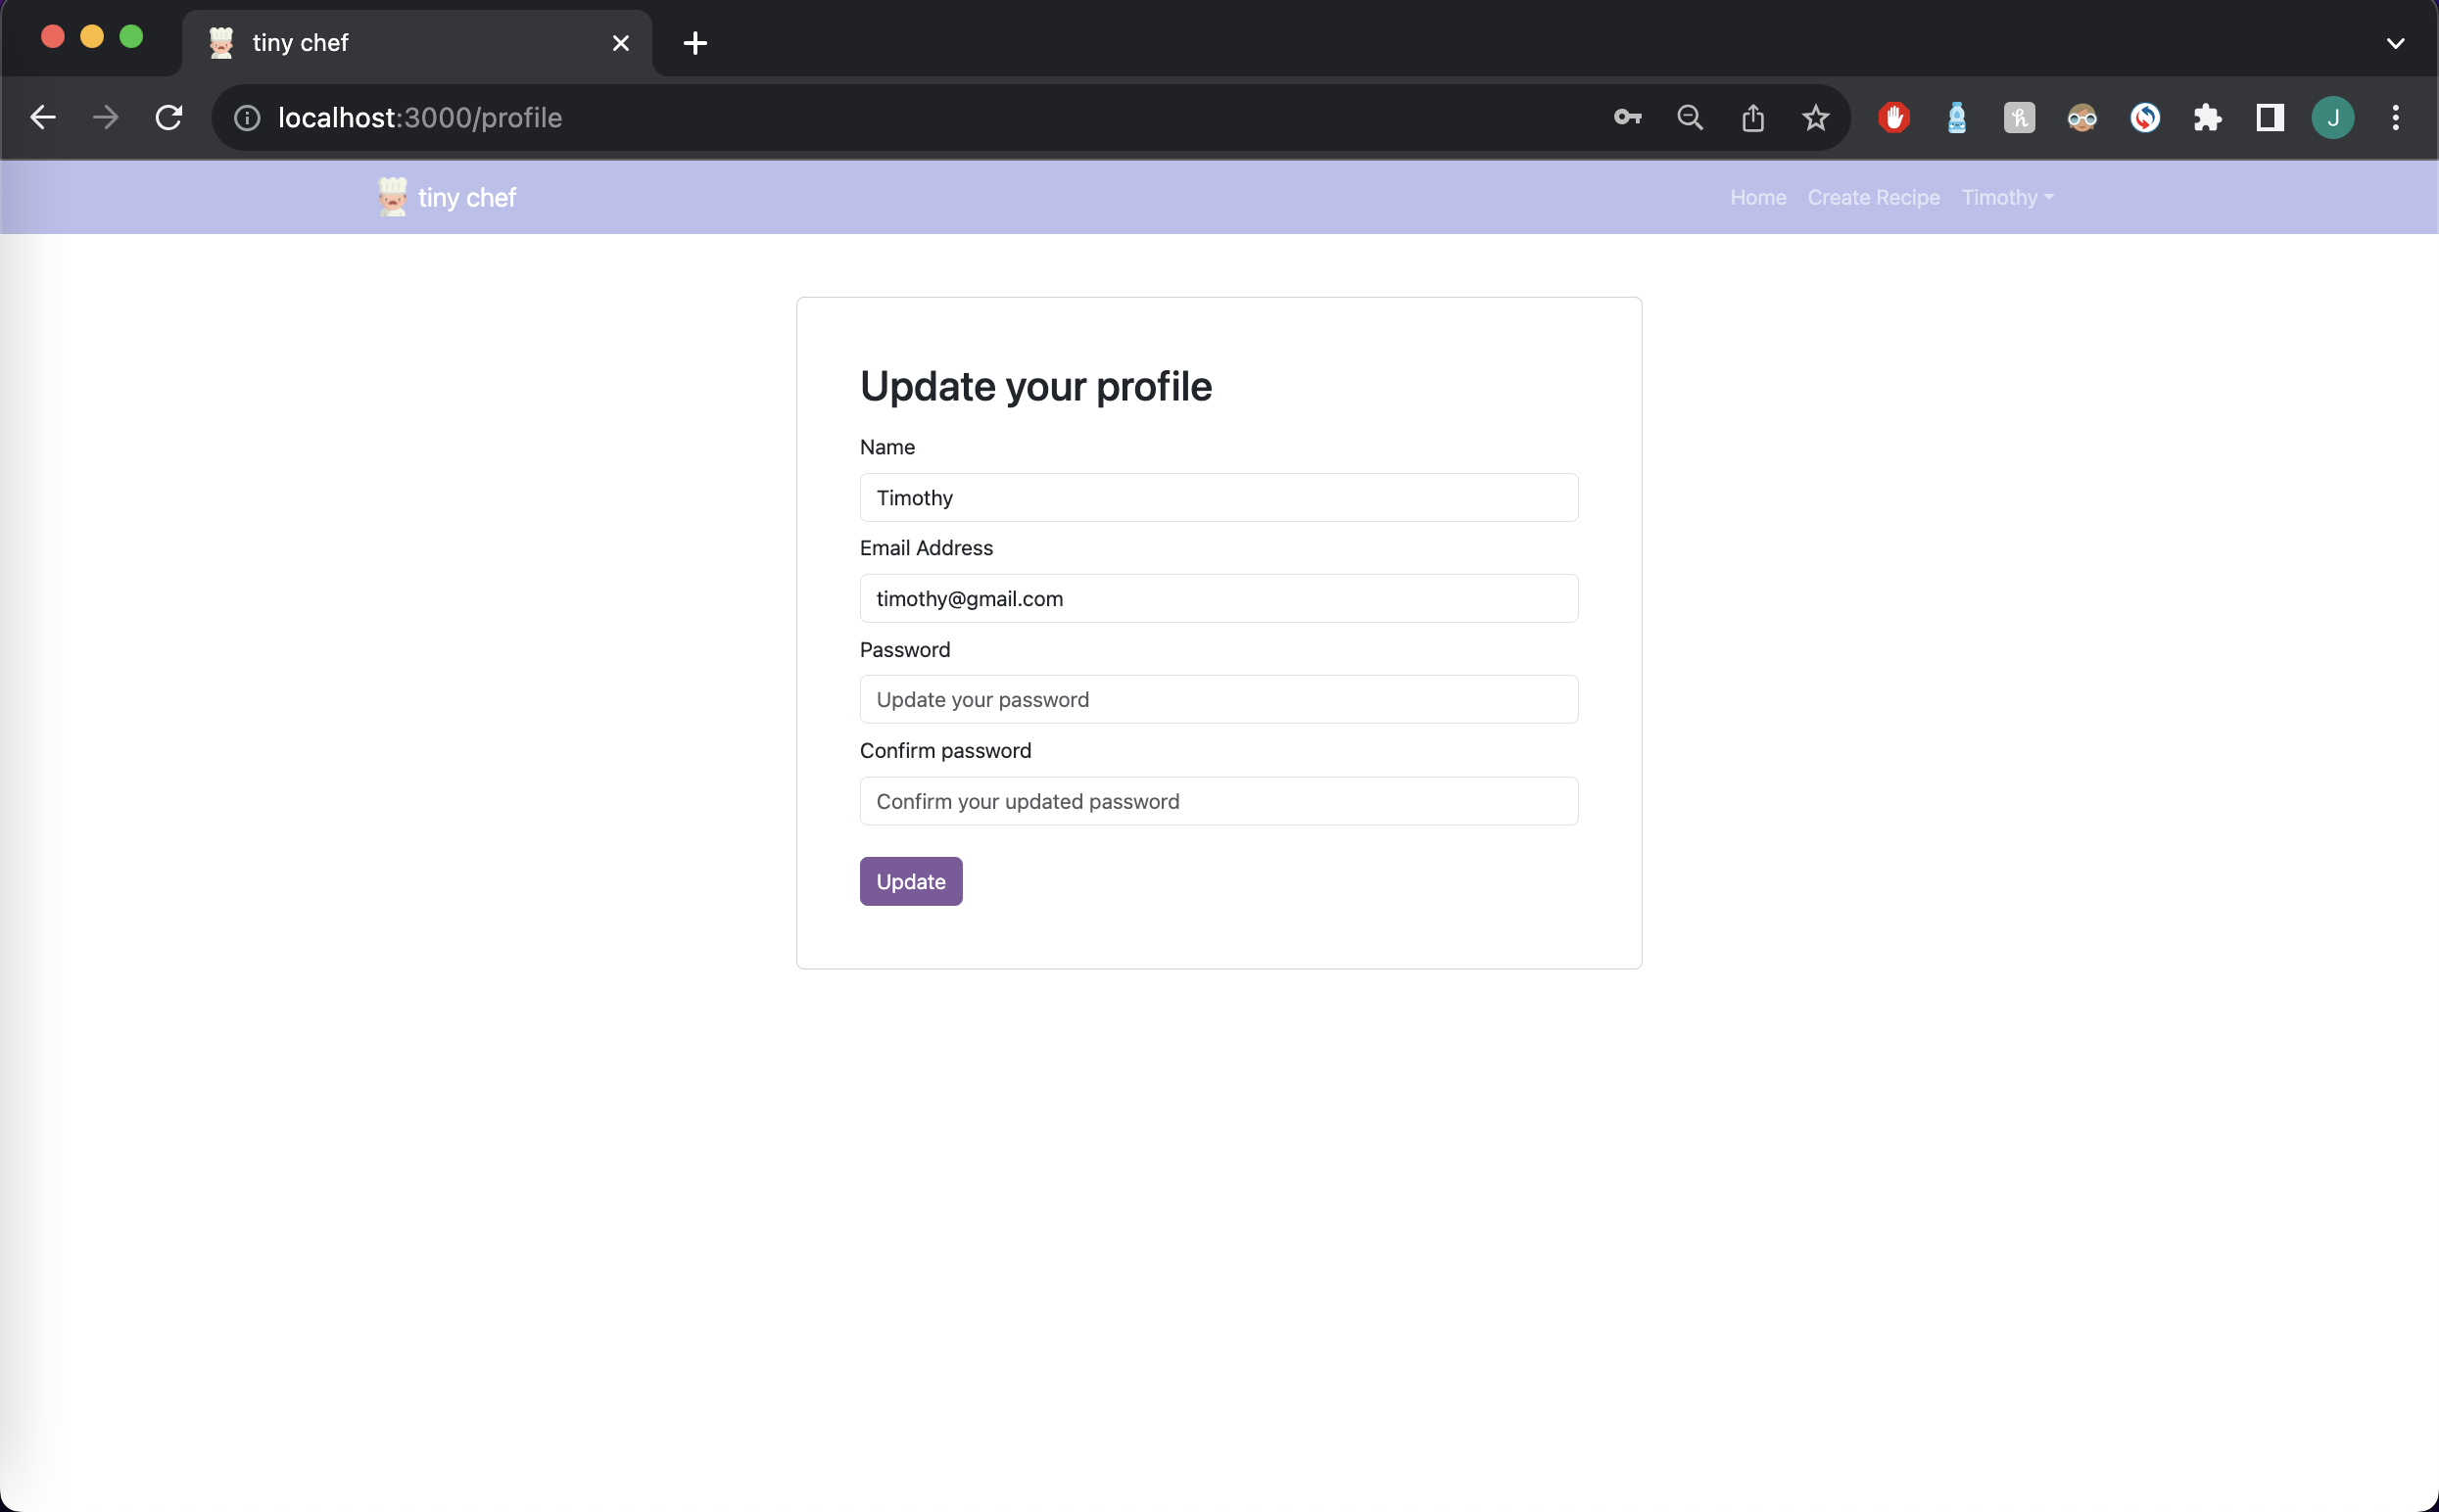 tiny chef
localhost:3000/profile
J
tiny chef
Home Create Recipe Timothy
Update your profile
Name
Timothy
Email Address
timothy@gmail.com
Password
Update your password
Confirm password
Confirm your updated password
Update